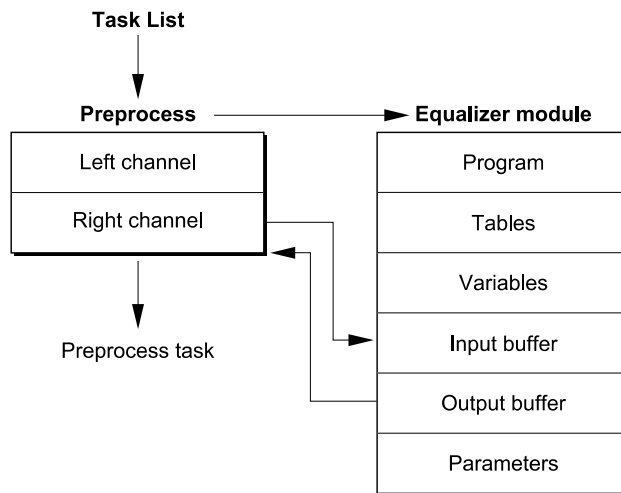 Task List
Preprocess
Left channel
Right channel
Preprocess task
Equalizer module
Program
Tables
Variables
Input buffer
Output buffer
Parameters